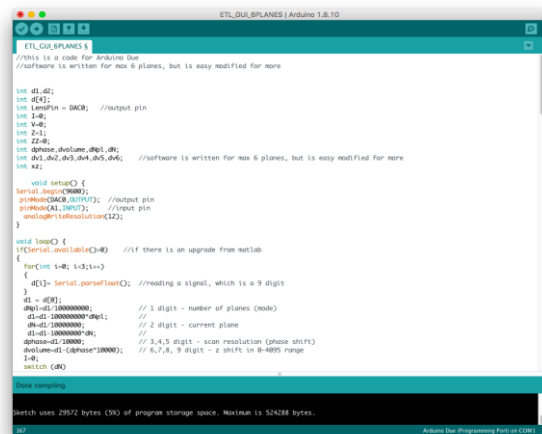 ETL_GUI_6PLANES | Arduino 1.8.10
ETL_GUI_6PLANES §
//this is a code for Arduino Due
//software is written for max 6 planes, but is easy modified for more
int d1,d2;
int d[4];
int LensPin = DAC0;   //output pin
int I=0;
int V=0;
int Z=1;
int ZZ=0;
int dphase,dvolume,dNpl,dN;
int dv1,dv2,dv3,dv4,dv5,dv6;    //software is written for max 6 planes, but is easy modified for more
int xz;
void setup() {
Serial.begin(9600);
pinMode(DAC0,OUTPUT);  //output pin
pinMode(A1,INPUT);     //input pin
analogWriteResolution(12);
}
void loop() {
if(Serial.available()>0)    //if there is an upgrade from matlab
{
for(int i=0; i<3;i++)
{
d[i]= Serial.parseFloat();  //reading a signal, which is a 9 digit
}
d1 = d[0];
dNpl=d1/100000000;            // 1 digit - number of planes (mode)
d1=d1-100000000*dNpl;        //
dN=d1/10000000;              // 2 digit - current plane
d1=d1-10000000*dN;           //
dphase=d1/10000;              // 3,4,5 digit - scan resolution (phase shift)
dvolume=d1-(dphase*10000);    // 6,7,8, 9 digit - z shift in 0-4095 range
I=0;
switch (dN)
Done compiling.
Sketch uses 29572 bytes (5%) of program storage space. Maximum is 524288 bytes.
367
Arduino Due (Programming Port) on COM1